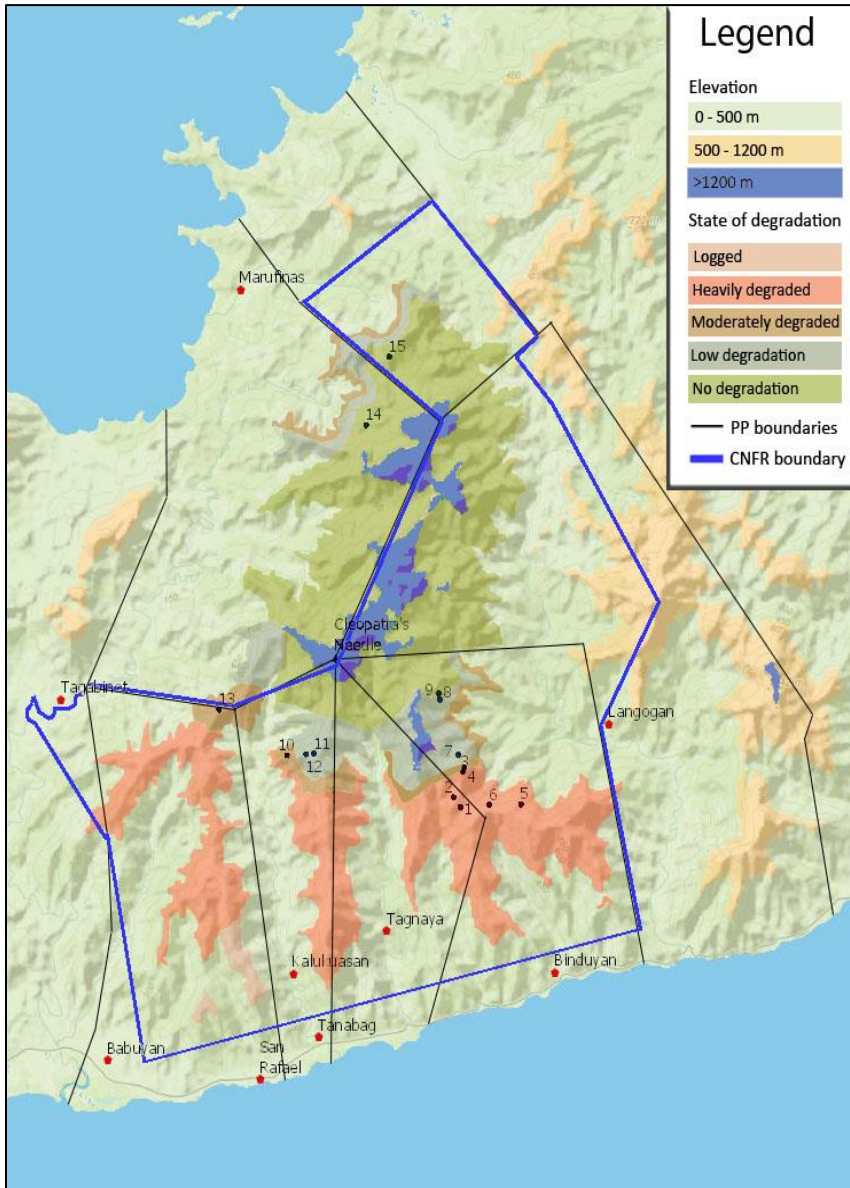 Legend
Elevation
0 - 500 m
500 - 1200 m
>1200 m
State of degradation
Logged
Heavily degraded
Moderately degraded
Low degradation
No degradation
PP boundaries
CNFR boundary
Marufinas
15
14
Cleopatra's
Needle
Tagabinet
13
9
8
Langogan
10
11
12
7
3
4
2
1
6
5
Tagnaya
Kalukuasan
Binduyan
Tanabag
Babuyan
San
Rafael